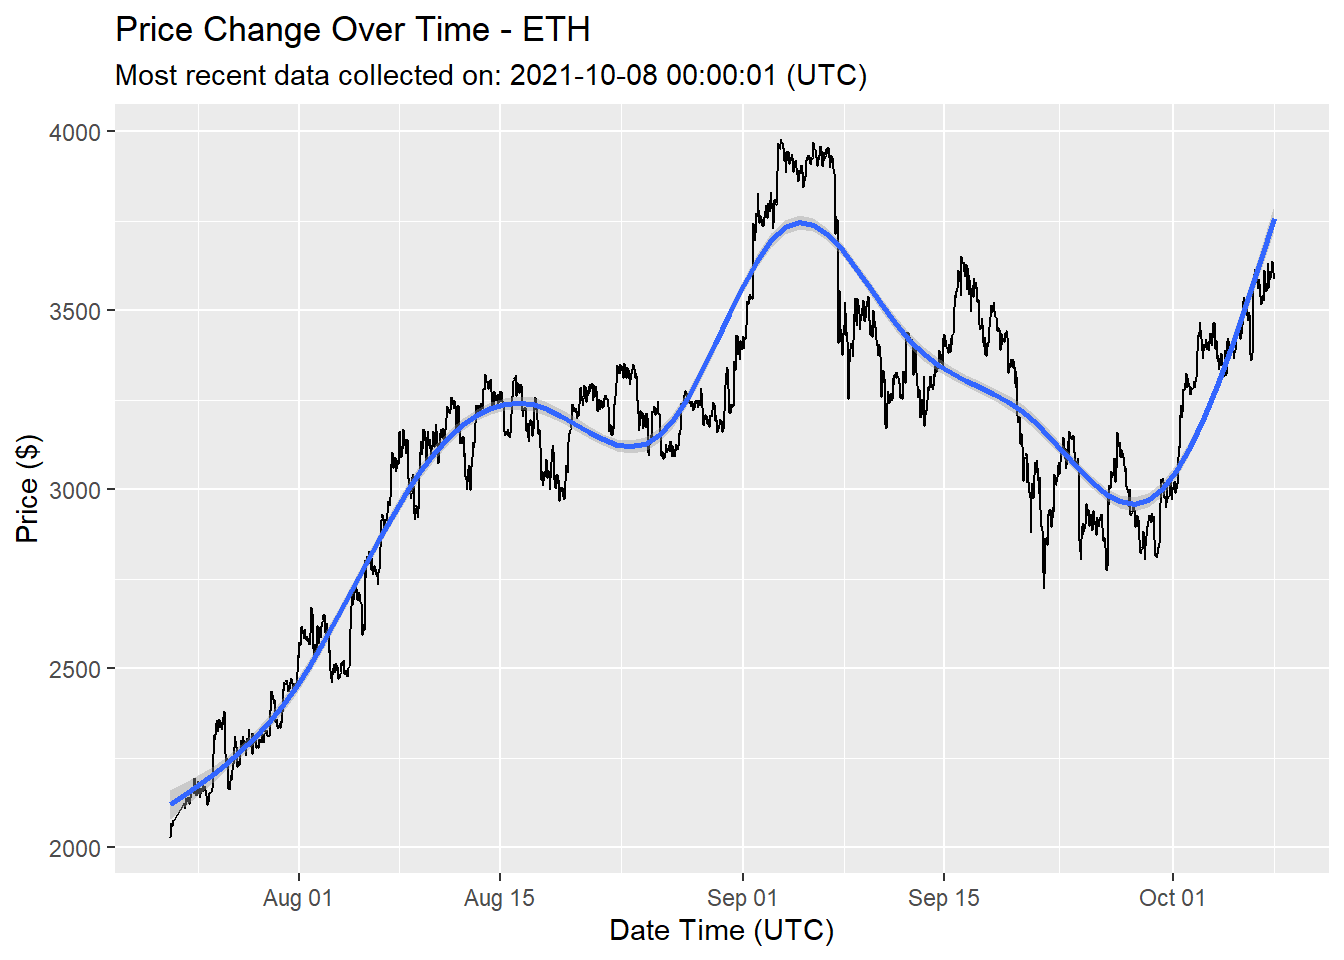 Price Change Over Time - ETH
Most recent data collected on: 2021-10-08 00:00:01 (UTC)
Price ($)
4000
3500
3000
2500
2000
Aug 01
Aug 15
Sep 01
Sep 15
Oct 01
Date Time (UTC)